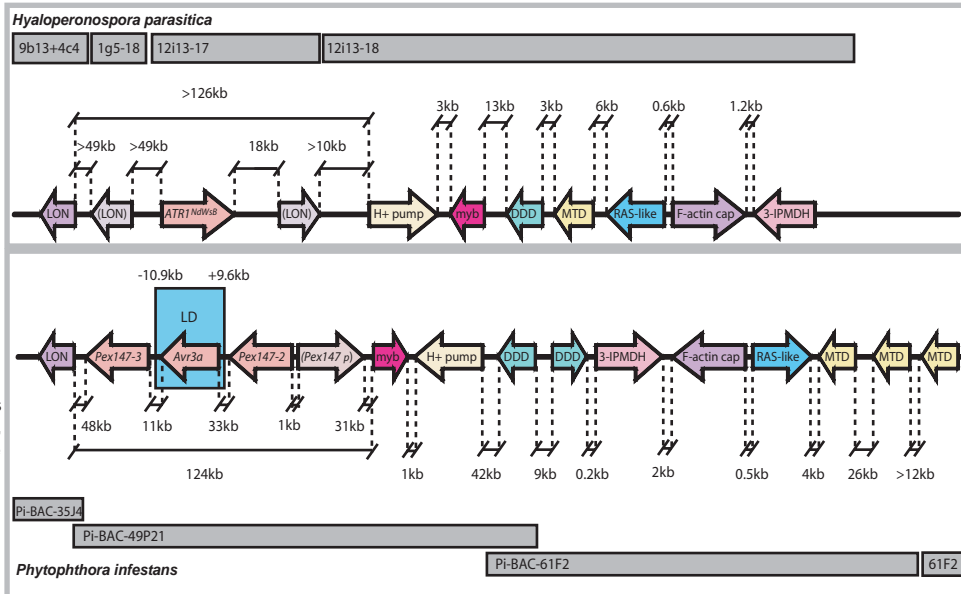 Hyaloperonospora parasitica
9b13+4c4 1g5-18 12i13-17 12i13-18
>126kb
3kb 13kb 3kb 6kb 0.6kb 1.2kb
>49kb >49kb 18kb >10kb
LON (LON) ATR1NdWsB (LON) H+ pump myb DDD MTD RAS-like F-actin cap 3-IPMDH
-10.9kb +9.6kb
LD
LON Pex147-3 Avr3a Pex147-2 (Pex147 p) myb H+ pump DDD DDD 3-IPMDH F-actin cap RAS-like MTD MTD MTD
48kb 11kb 33kb 1kb 31kb
124kb 1kb 42kb 9kb 0.2kb 2kb 0.5kb 4kb 26kb >12kb
Pi-BAC-35J4
Pi-BAC-49P21
Pi-BAC-61F2 61F2
Phytophthora infestans